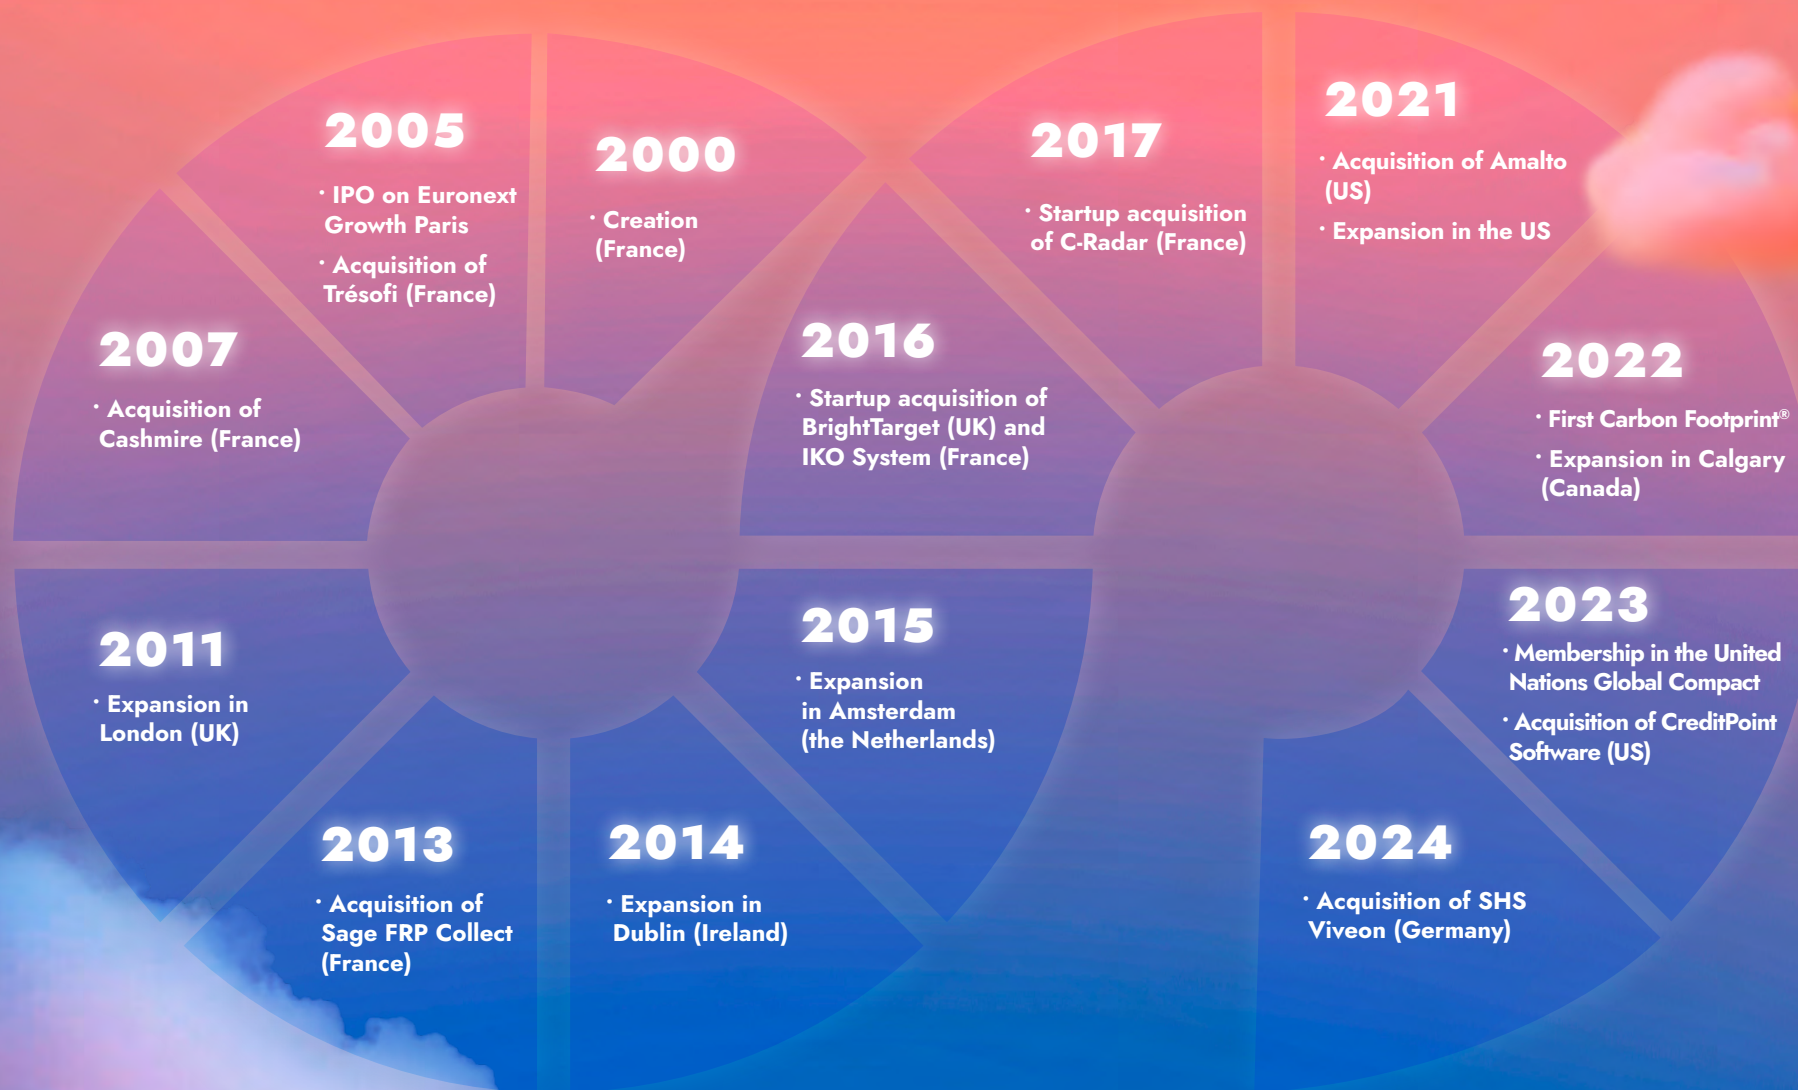 2000
· Creation
(France)
2005
· IPO on Euronext
Growth Paris
· Acquisition of
Trésofi (France)
2007
· Acquisition of
Cashmire (France)
2011
· Expansion in
London (UK)
2013
· Acquisition of
Sage FRP Collect
(France)
2014
· Expansion in
Dublin (Ireland)
2015
· Expansion
in Amsterdam
(the Netherlands)
2016
· Startup acquisition of
BrightTarget (UK) and
IKO System (France)
2017
· Startup acquisition
of C-Radar (France)
2021
· Acquisition of Amalto
(US)
· Expansion in the US
2022
· First Carbon Footprint®
· Expansion in Calgary
(Canada)
2023
· Membership in the United
Nations Global Compact
· Acquisition of CreditPoint
Software (US)
2024
· Acquisition of SHS
Viveon (Germany)